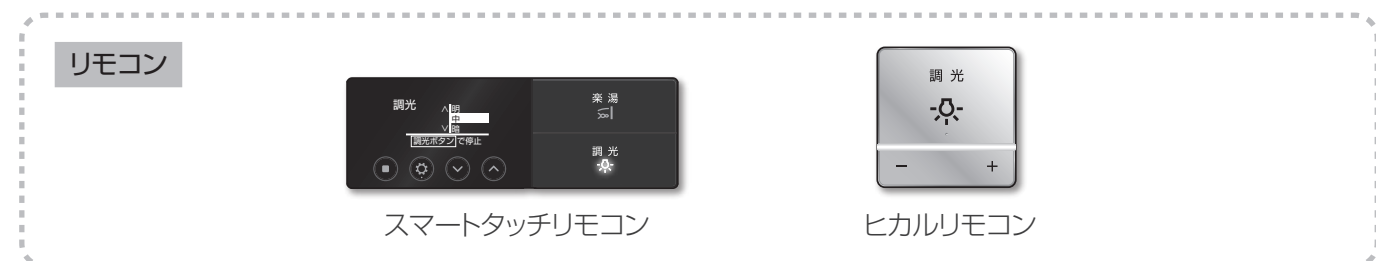 リモコン
調光
明
中
暗
調光ボタンで停止
楽湯
調光
スマートタッチリモコン
調光
− +
ヒカルリモコン